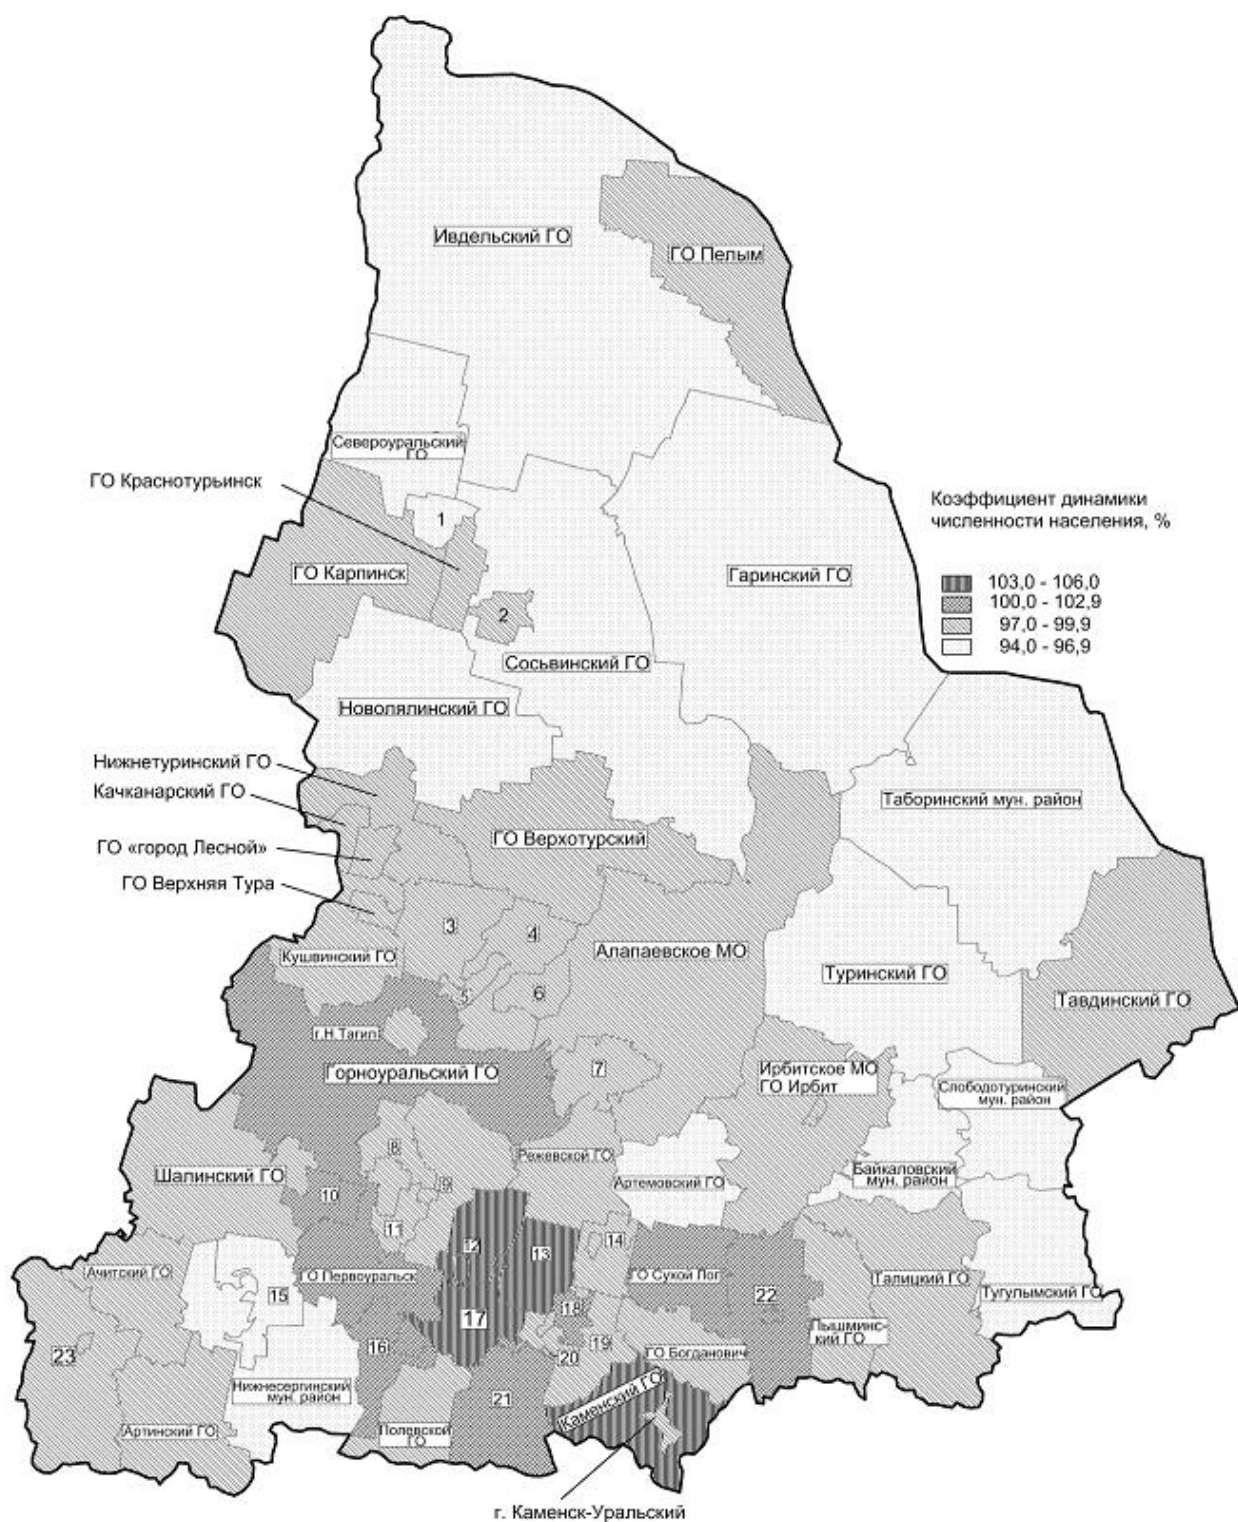 Ивдельский ГО
ГО Пелым
Североуральский
ГО
ГО Краснотурьинск
1
Коэффициент динамики
численности населения, %
ГО Карпинск
Гаринский ГО
103,0 - 106,0
100,0 - 102,9
97,0 - 99,9
94,0 - 96,9
2
Сосьвинский ГО
Новолялинский ГО
Нижнетуринский ГО
Качканарский ГО
Таборинский мун. район
ГО Верхотурский
ГО «город Лесной»
ГО Верхняя Тура
3
4
Кушвинский ГО
Алапаевское МО
Туринский ГО
5
6
Тавдинский ГО
г.Н.Тагил
Горноуральский ГО
7
Ирбитское МО
ГО Ирбит
Слободотуринский
мун. район
8
Режевской ГО
Шалинский ГО
9
Артемовский ГО
Байкаловский
мун. район
10
11
12
13
14
Ачитский ГО
ГО Первоуральск
ГО Сухой Лог
Талицкий ГО
15
22
Тугулымский ГО
17
18
16
19
Пышмин-
ский ГО
23
20
ГО Богданович
Нижнесергинский
мун. район
21
Каменский ГО
Артинский ГО
Полевской
ГО
г. Каменск-Уральский